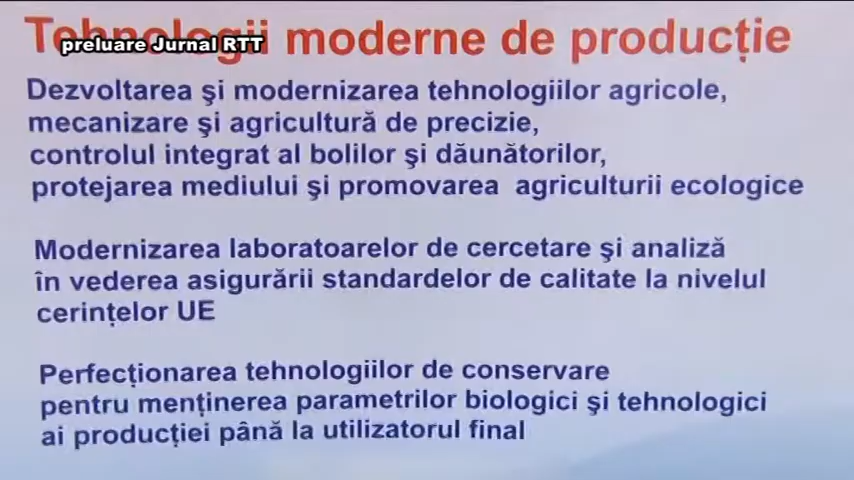 Tehnologii moderne de producție
preluare Jurnal RTT
Dezvoltarea şi modernizarea tehnologiilor agricole,
mecanizare şi agricultură de precizie,
controlul integrat al bolilor şi dăunătorilor,
protejarea mediului şi promovarea agriculturii ecologice
Modernizarea laboratoarelor de cercetare şi analiză
în vederea asigurării standardelor de calitate la nivelul
cerințelor UE
Perfecționarea tehnologiilor de conservare
pentru menținerea parametrilor biologici şi tehnologici
ai producției până la utilizatorul final